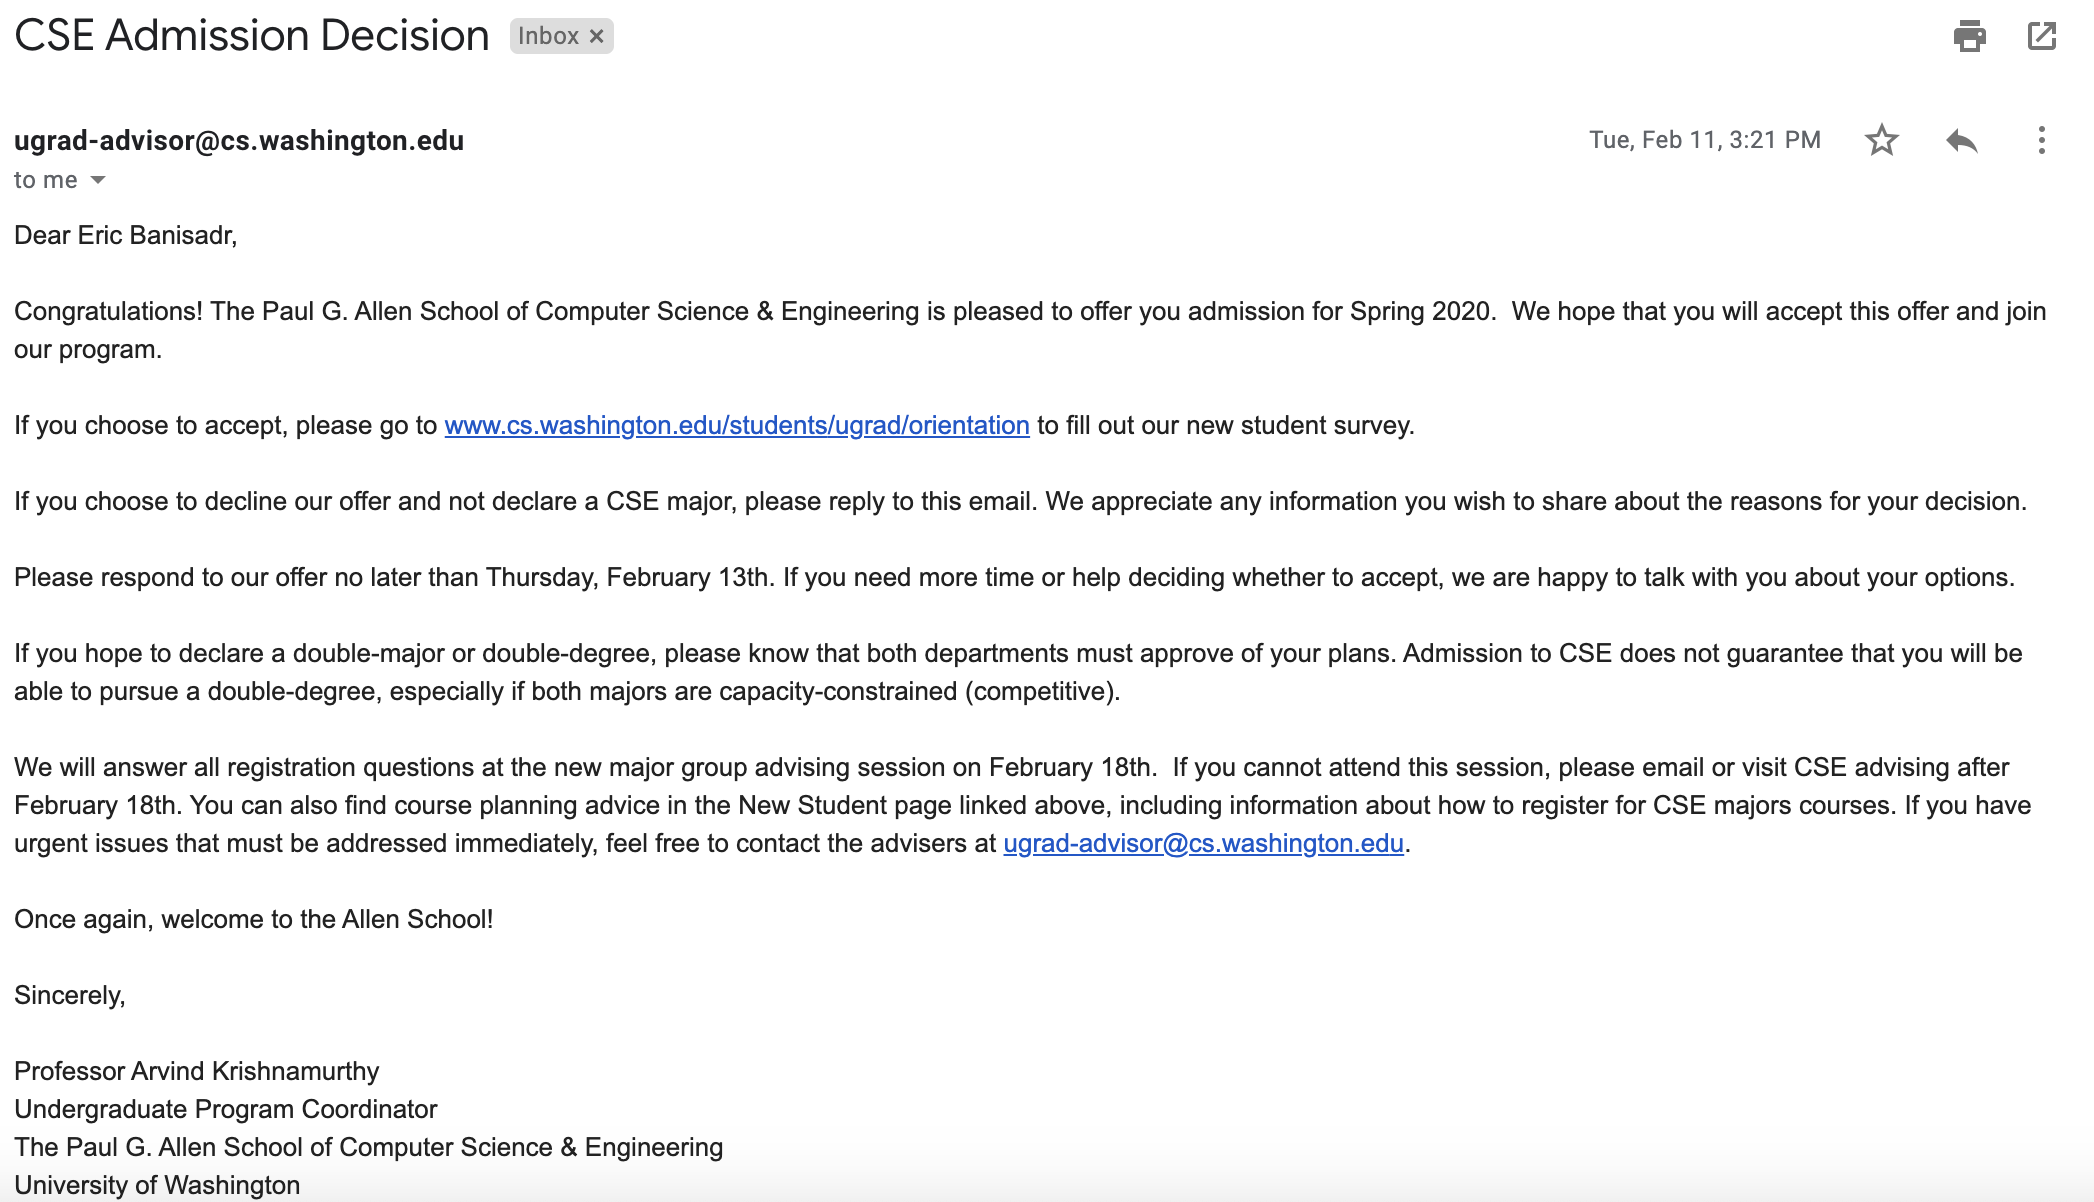 CSE Admission Decision Inbox ×
ugrad-advisor@cs.washington.edu Tue, Feb 11, 3:21 PM
to me
Dear Eric Banisadr,
Congratulations! The Paul G. Allen School of Computer Science & Engineering is pleased to offer you admission for Spring 2020.  We hope that you will accept this offer and join
our program.
If you choose to accept, please go to www.cs.washington.edu/students/ugrad/orientation to fill out our new student survey.
If you choose to decline our offer and not declare a CSE major, please reply to this email. We appreciate any information you wish to share about the reasons for your decision.
Please respond to our offer no later than Thursday, February 13th. If you need more time or help deciding whether to accept, we are happy to talk with you about your options.
If you hope to declare a double-major or double-degree, please know that both departments must approve of your plans. Admission to CSE does not guarantee that you will be
able to pursue a double-degree, especially if both majors are capacity-constrained (competitive).
We will answer all registration questions at the new major group advising session on February 18th.  If you cannot attend this session, please email or visit CSE advising after
February 18th. You can also find course planning advice in the New Student page linked above, including information about how to register for CSE majors courses. If you have
urgent issues that must be addressed immediately, feel free to contact the advisers at ugrad-advisor@cs.washington.edu.
Once again, welcome to the Allen School!
Sincerely,
Professor Arvind Krishnamurthy
Undergraduate Program Coordinator
The Paul G. Allen School of Computer Science & Engineering
University of Washington